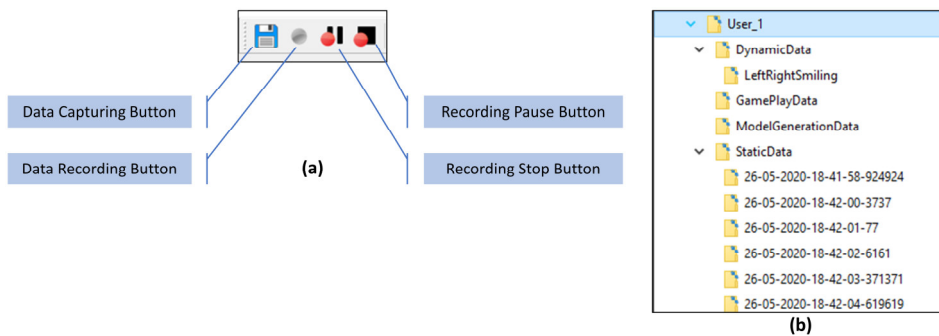 Data Capturing Button
Recording Pause Button
Data Recording Button
(a)
Recording Stop Button
User_1
DynamicData
LeftRightSmiling
GamePlayData
ModelGenerationData
StaticData
26-05-2020-18-41-58-924924
26-05-2020-18-42-00-3737
26-05-2020-18-42-01-77
26-05-2020-18-42-02-6161
26-05-2020-18-42-03-371371
26-05-2020-18-42-04-619619
(b)